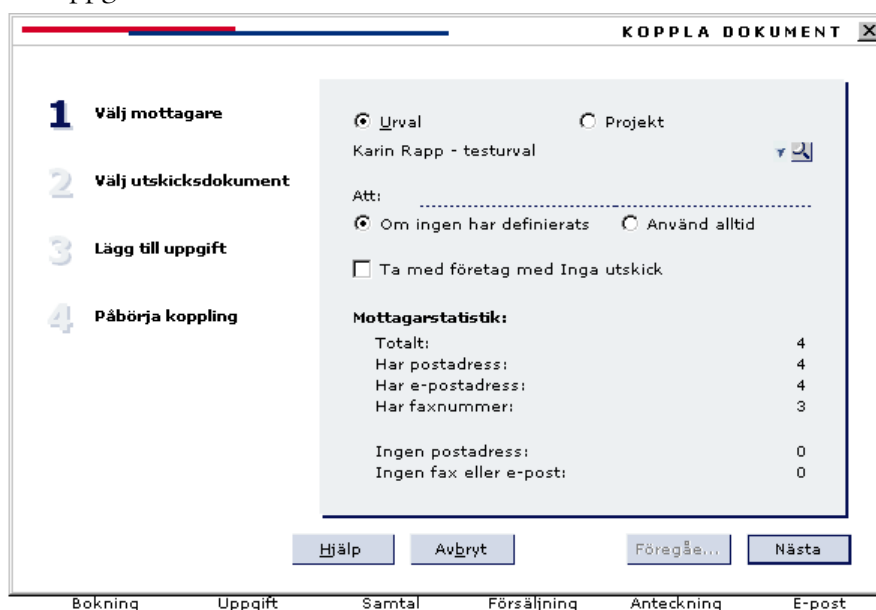 KOPPLA DOKUMENT
1 Välj mottagare
2 Välj utskicksdokument
3 Lägg till uppgift
4 Påbörja koppling
Urval Projekt
Karin Rapp - testurval
Att:
Om ingen har definierats Använd alltid
Ta med företag med Inga utskick
Mottagarstatistik:
Totalt: 4
Har postadress: 4
Har e-postadress: 4
Har faxnummer: 3
Ingen postadress: 0
Ingen fax eller e-post: 0
Hjälp Avbryt Föregåe... Nästa
Bokning Uppgift Samtal Försäljning Anteckning E-post